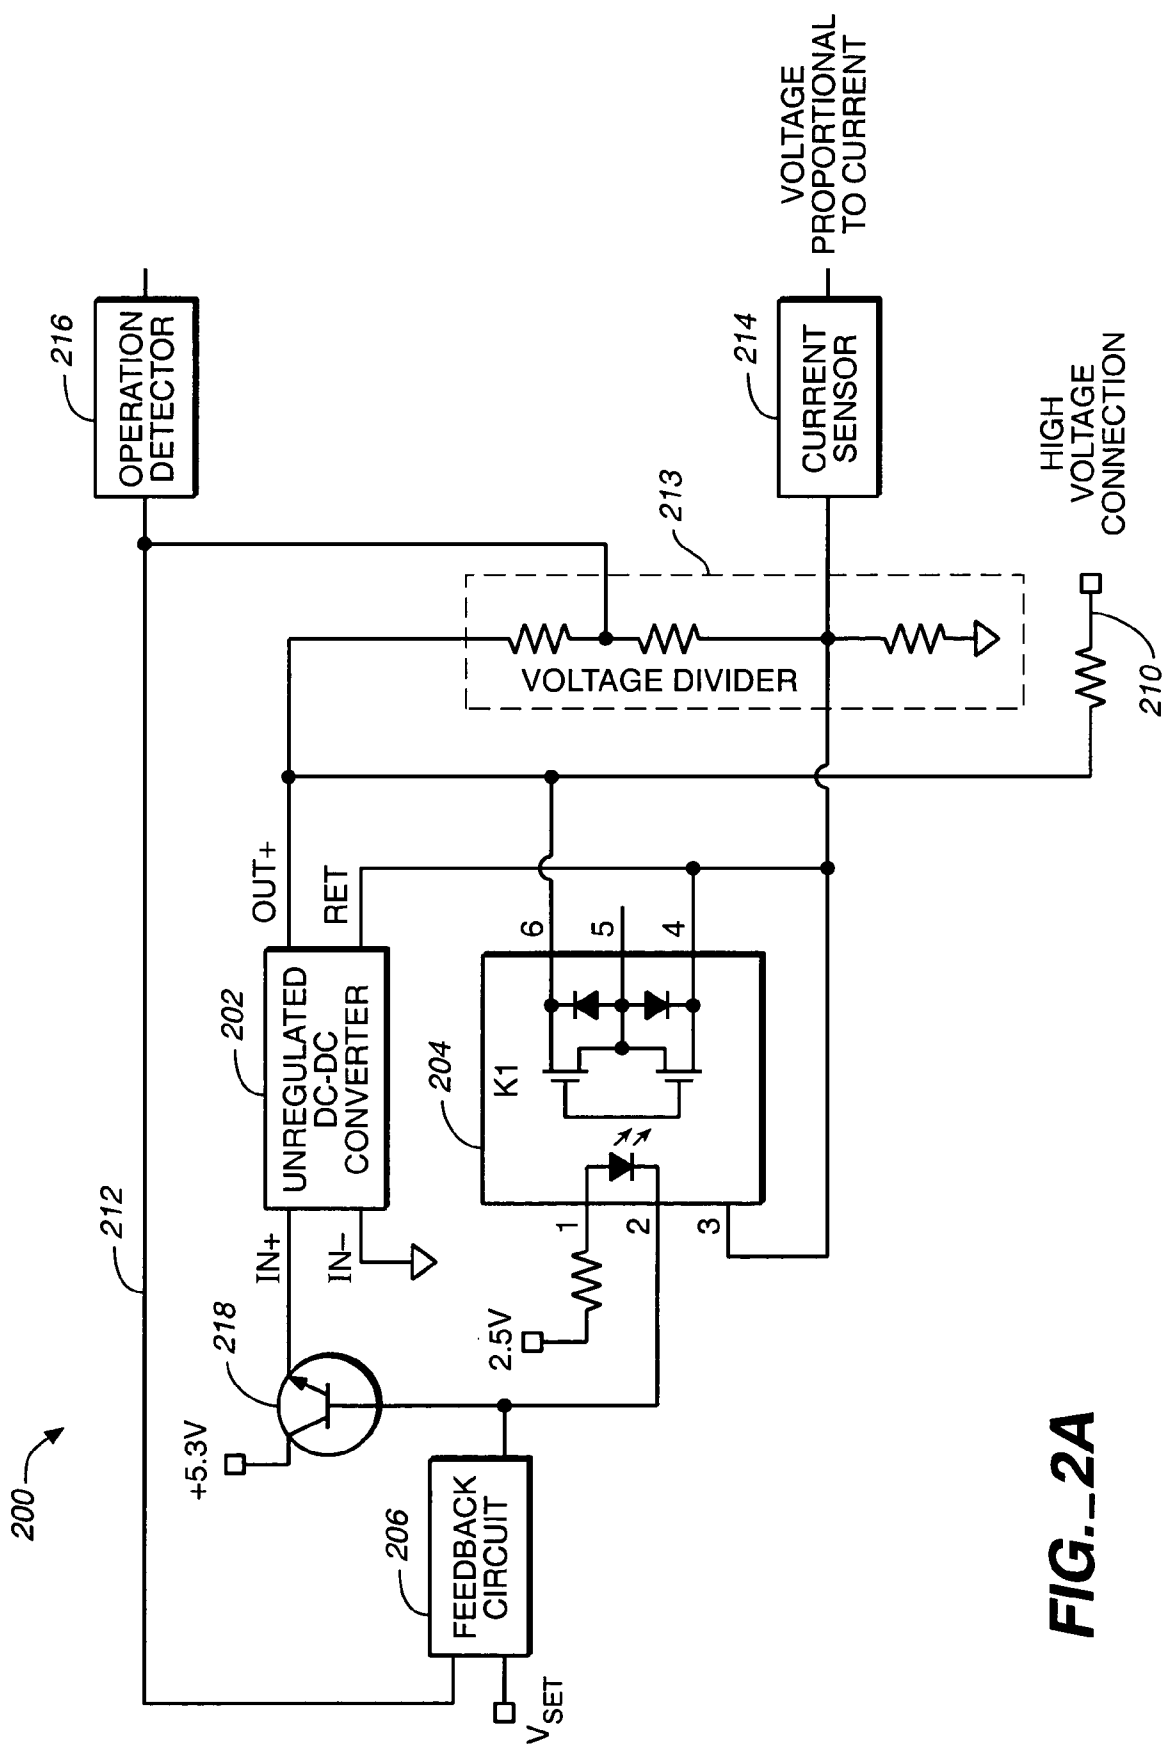 200
212
216
OPERATION
DETECTOR
+5.3V
218
IN+
IN−
202
UNREGULATED
DC-DC
CONVERTER
OUT+
RET
213
VOLTAGE DIVIDER
206
FEEDBACK
CIRCUIT
VSET
2.5V
204
K1
1
2
3
6
5
4
214
CURRENT
SENSOR
VOLTAGE
PROPORTIONAL
TO CURRENT
HIGH
VOLTAGE
CONNECTION
210
FIG._2A